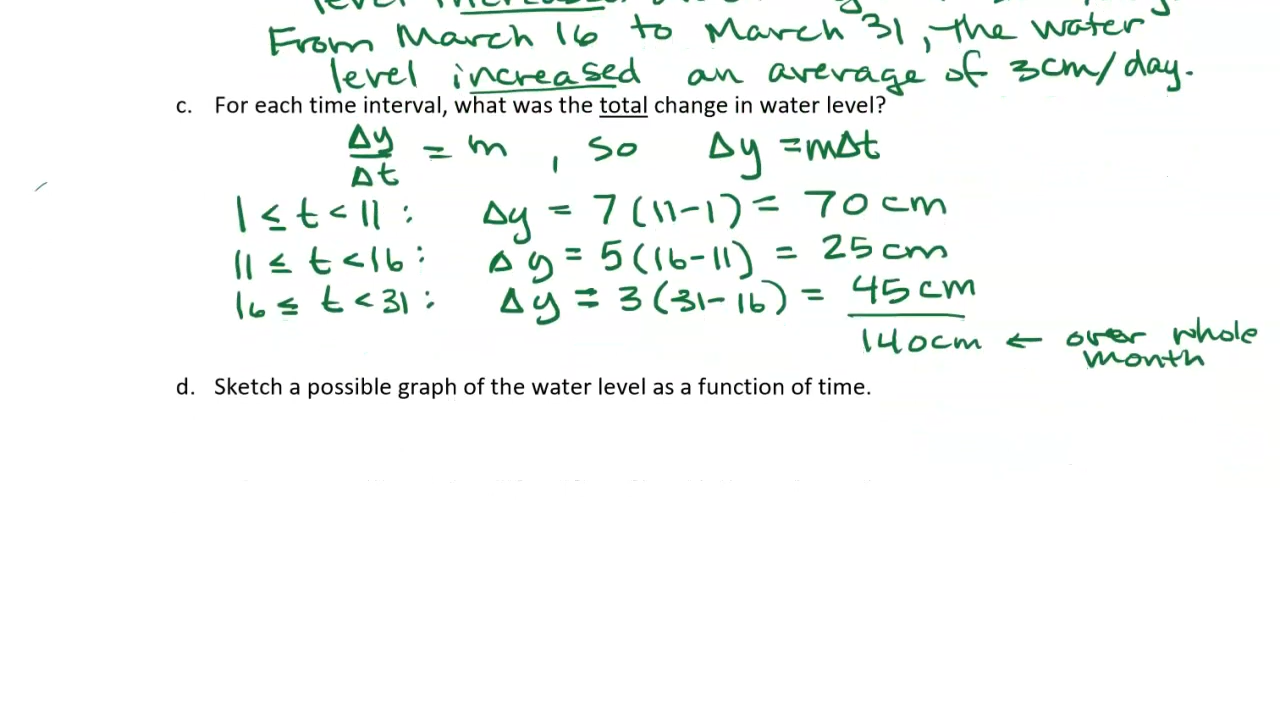 level increased
From March 16 to March 31, the water
level increased an average of 3cm/day.
c. For each time interval, what was the total change in water level?
Δy/Δt = m, so Δy = mΔt
1 ≤ t < 11 : Δy = 7(11-1) = 70 cm
11 ≤ t < 16 : Δy = 5(16-11) = 25 cm
16 ≤ t < 31 : Δy = 3(31-16) = 45 cm
140cm ← over whole
month
d. Sketch a possible graph of the water level as a function of time.